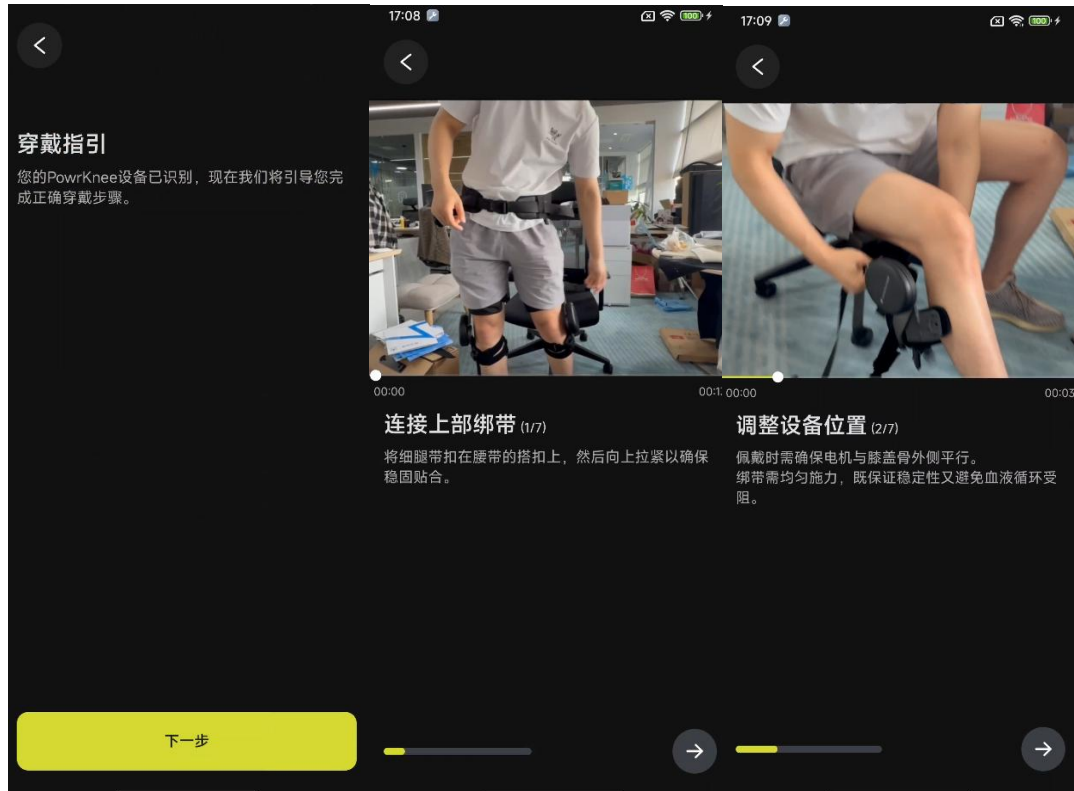 穿戴指引
您的PowrKnee设备已识别，现在我们将引导您完
成正确穿戴步骤。
下一步
17:08
100
00:00
00:1
连接上部绑带 (1/7)
将细腿带扣在腰带的搭扣上，然后向上拉紧以确保
稳固贴合。
17:09
100
00:00
00:03
调整设备位置 (2/7)
佩戴时需确保电机与膝盖骨外侧平行。
绑带需均匀施力，既保证稳定性又避免血液循环受
阻。